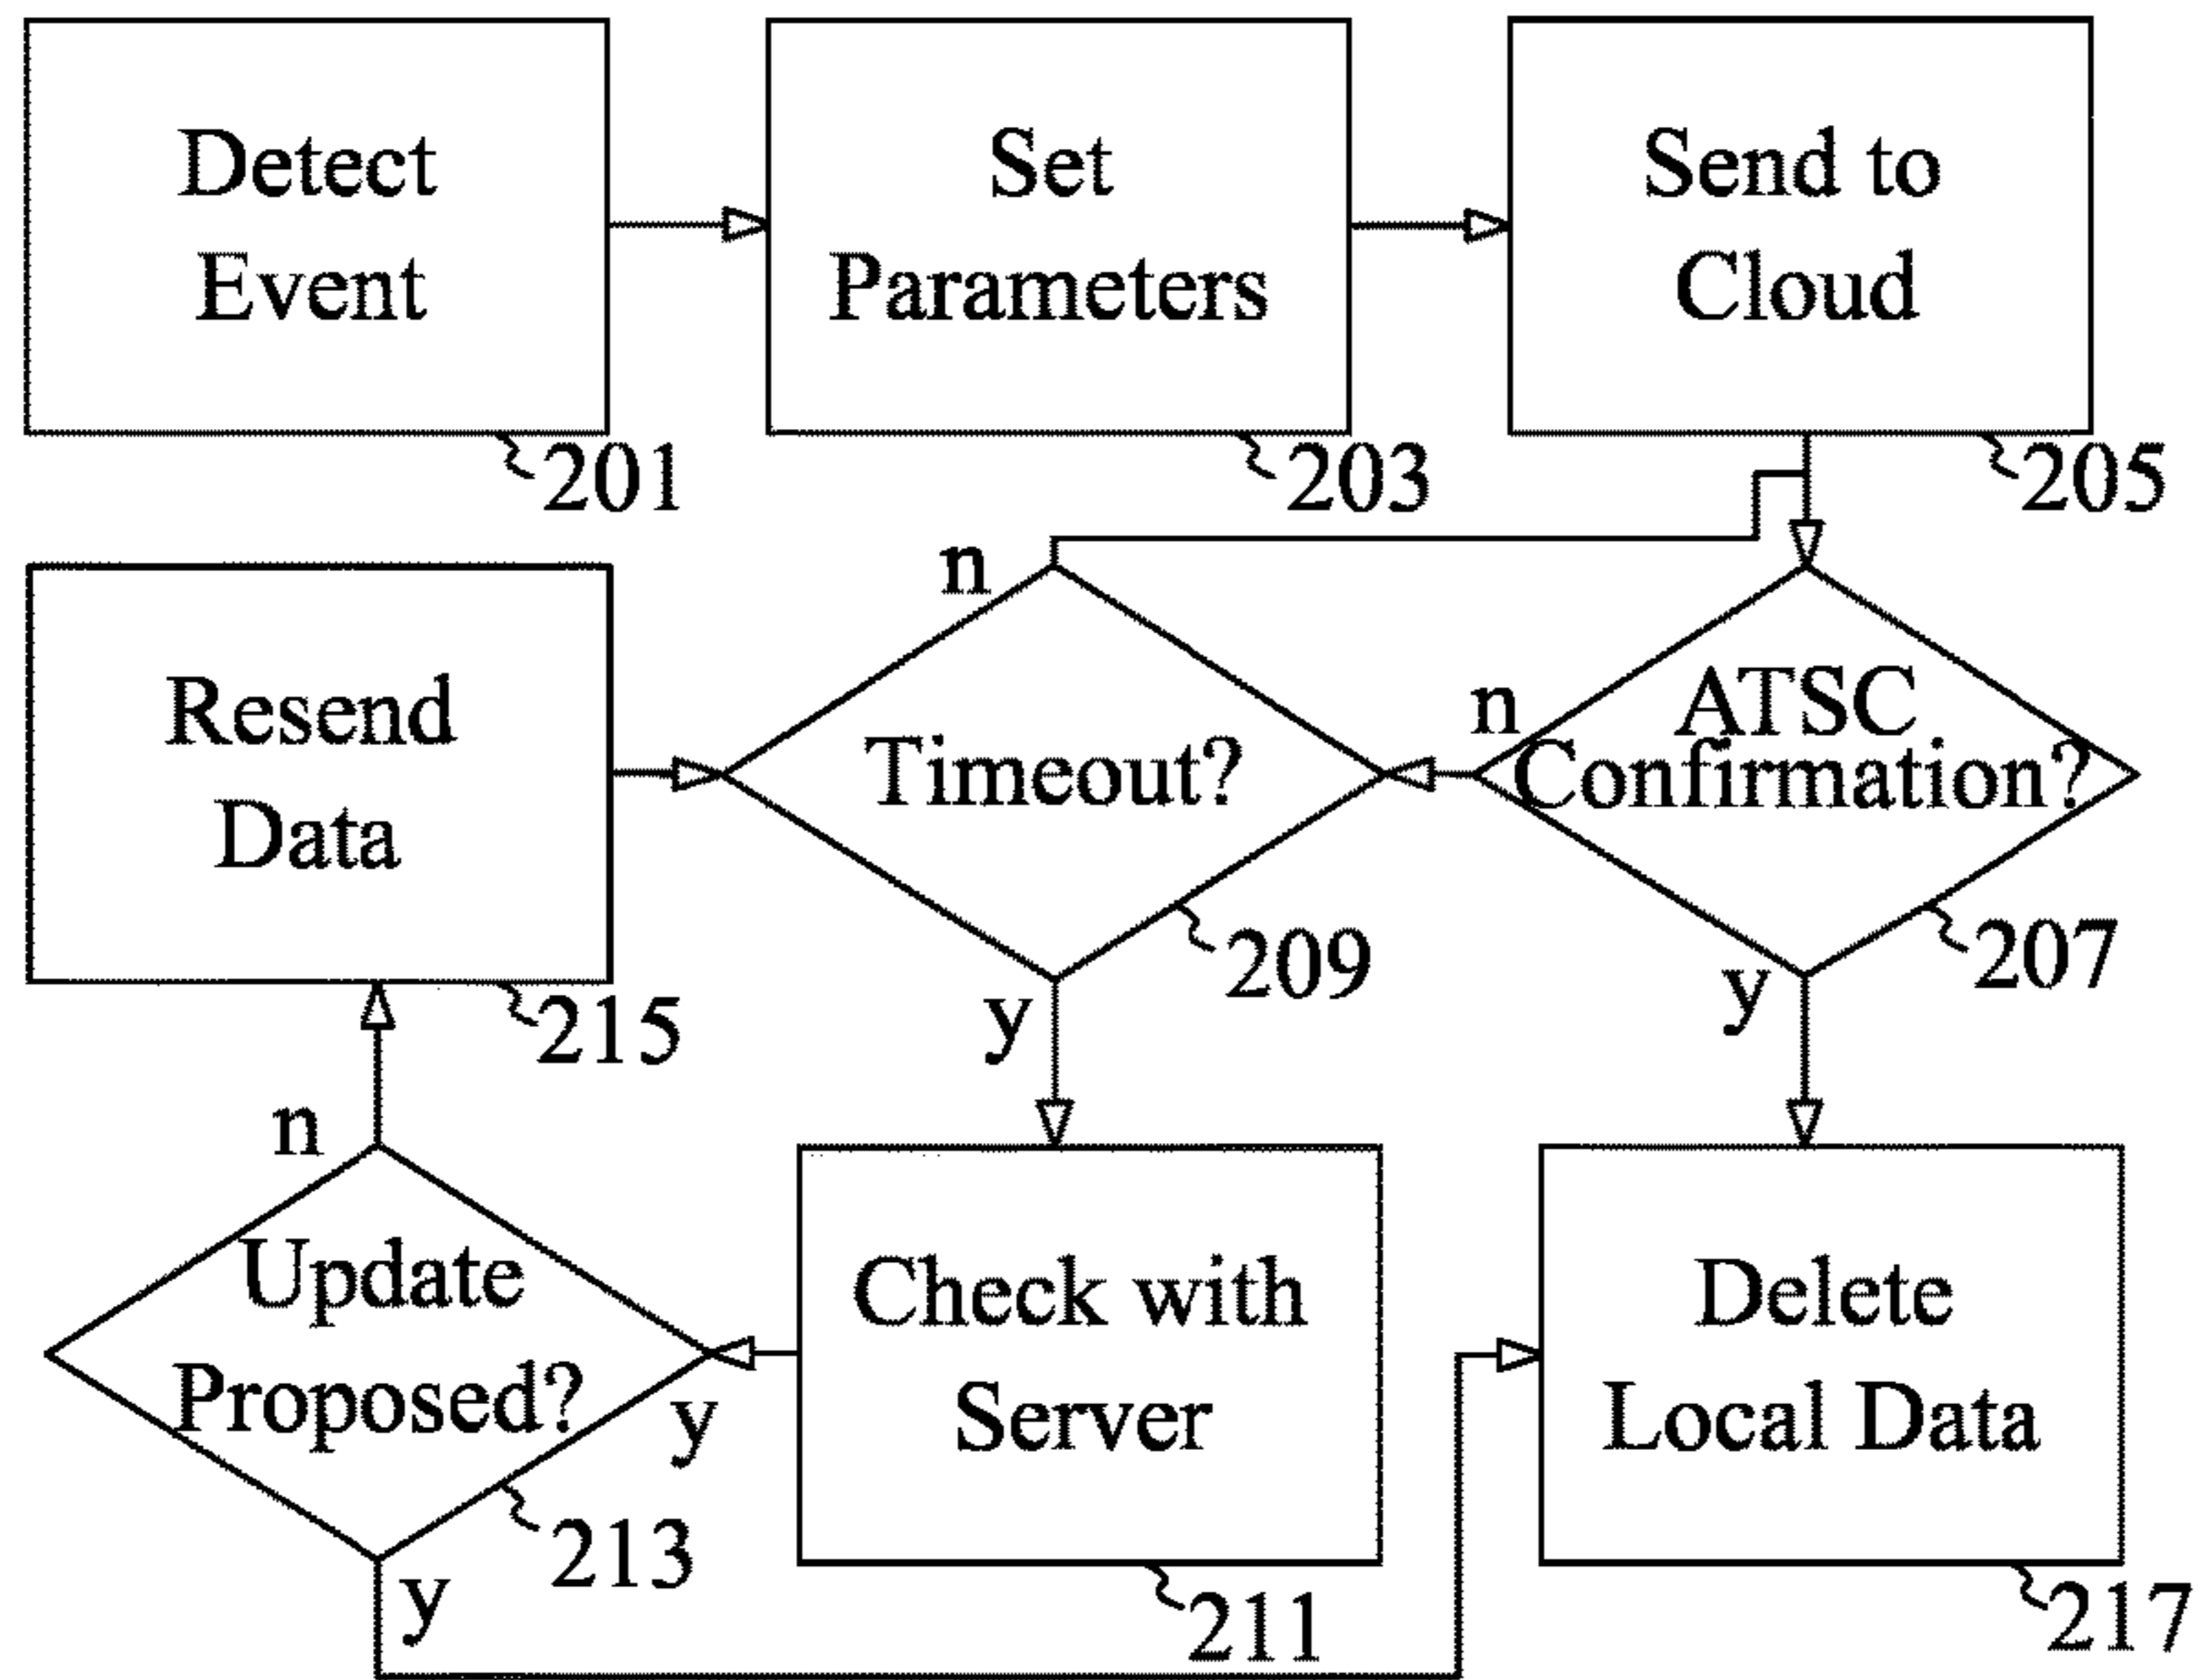 Detect
Event
201
Set
Parameters
203
Send to
Cloud
205
n
Resend
Data
215
Timeout?
209
n
ATSC
Confirmation?
207
y
y
n
Update
Proposed?
y
213
y
Check with
Server
211
Delete
Local Data
217